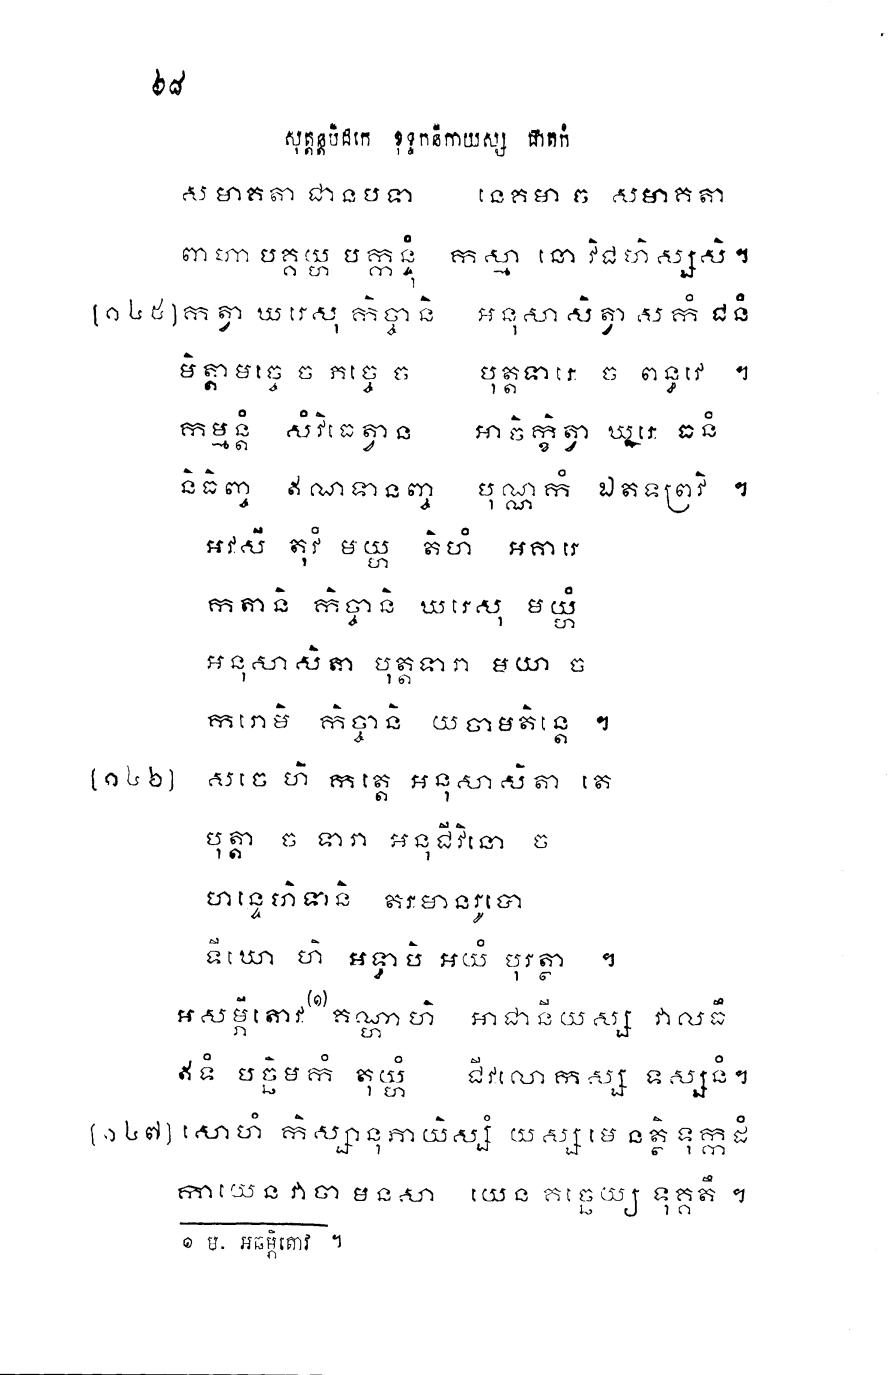 ៦៨
សុត្តន្តបិដកេ ខុទ្ទកនិកាយស្ស ជាតកំ
សមាគតា ជានបទា នេគមា ច សមាគតា
ពាហា បគ្គយ្ហ បក្កន្ទុំ កស្មា នោ វិជហិស្សសិ។
[១៤៥] កត្វា ឃរេសុ កិច្ចានិ អនុសាសិត្វា សកំ ជនំ
មិត្តាមច្ចេ ច ភច្ចេ ច បុត្តទារេ ច ពន្ធវេ ។
កម្មន្តំ សំវិធេត្វាន អាចិក្ខិត្វា ឃរេ ធនំ
និធិញ្ច ឥណទានញ្ច បុណ្ណកំ ឯតទព្រវិ ។
អវសី តុវំ មយ្ហ តិហំ អគារេ
កតានិ កិច្ចានិ ឃរេសុ មយ្ហំ
អនុសាសិតា បុត្តទារា មយា ច
ករោមិ កិច្ចានិ យថាមតិន្តេ ។
[១៤៦] សចេ ហិ កត្តេ អនុសាសិតា តេ
បុត្តា ច ទារា អនុជីវិនោ ច
ហន្ទេហិទានិ តរមានរូបោ
ទីឃោ ហិ អទ្ធាបិ អយំ បុរត្ថា ។
អសម្ភីតោវ(១) គណ្ហាហិ អាជានីយស្ស វាលធឹ
ឥទំ បច្ឆិមកំ តុយ្ហំ ជីវលោកស្ស ទស្សនំ។
[១៤៧] សោហំ កិស្សានុភាយិស្សំ យស្ស មេ នត្ថិ ទុក្កដំ
កាយេន វាចា មនសា យេន គច្ឆេយ្យ ទុគ្គតឹ ។
១ ម. អឆម្ភិតោវ ។